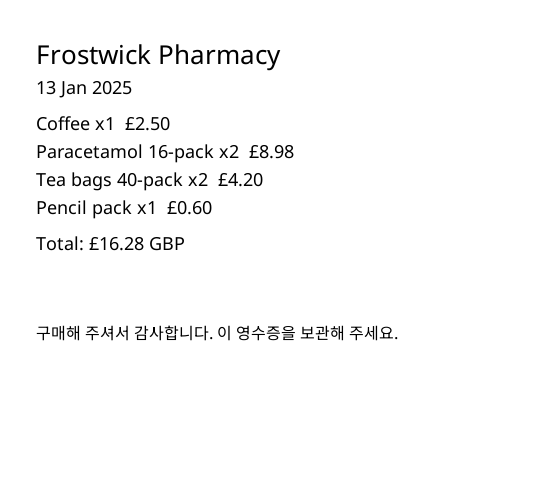 Frostwick Pharmacy
13 Jan 2025
Coffee x1  £2.50
Paracetamol 16-pack x2  £8.98
Tea bags 40-pack x2  £4.20
Pencil pack x1  £0.60
Total: £16.28 GBP
구매해 주셔서 감사합니다. 이 영수증을 보관해 주세요.